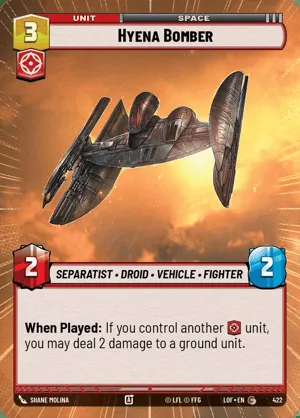 UNIT SPACE
3 HYENA BOMBER
2 SEPARATIST • DROID • VEHICLE • FIGHTER 2
When Played: If you control another unit,
you may deal 2 damage to a ground unit.
SHANE MOLINA © LFL © FFG LOF • EN C 422